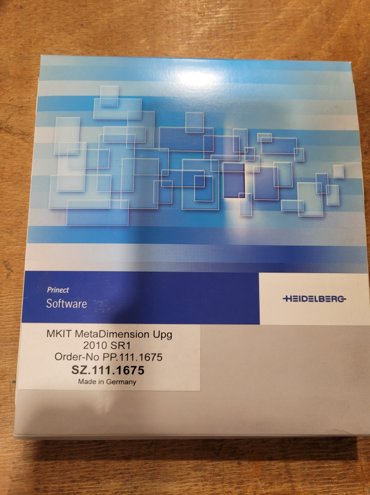 Prinect
Software
HEIDELBERG
MKIT MetaDimension Upg
2010 SR1
Order-No PP.111.1675
SZ.111.1675
Made in Germany